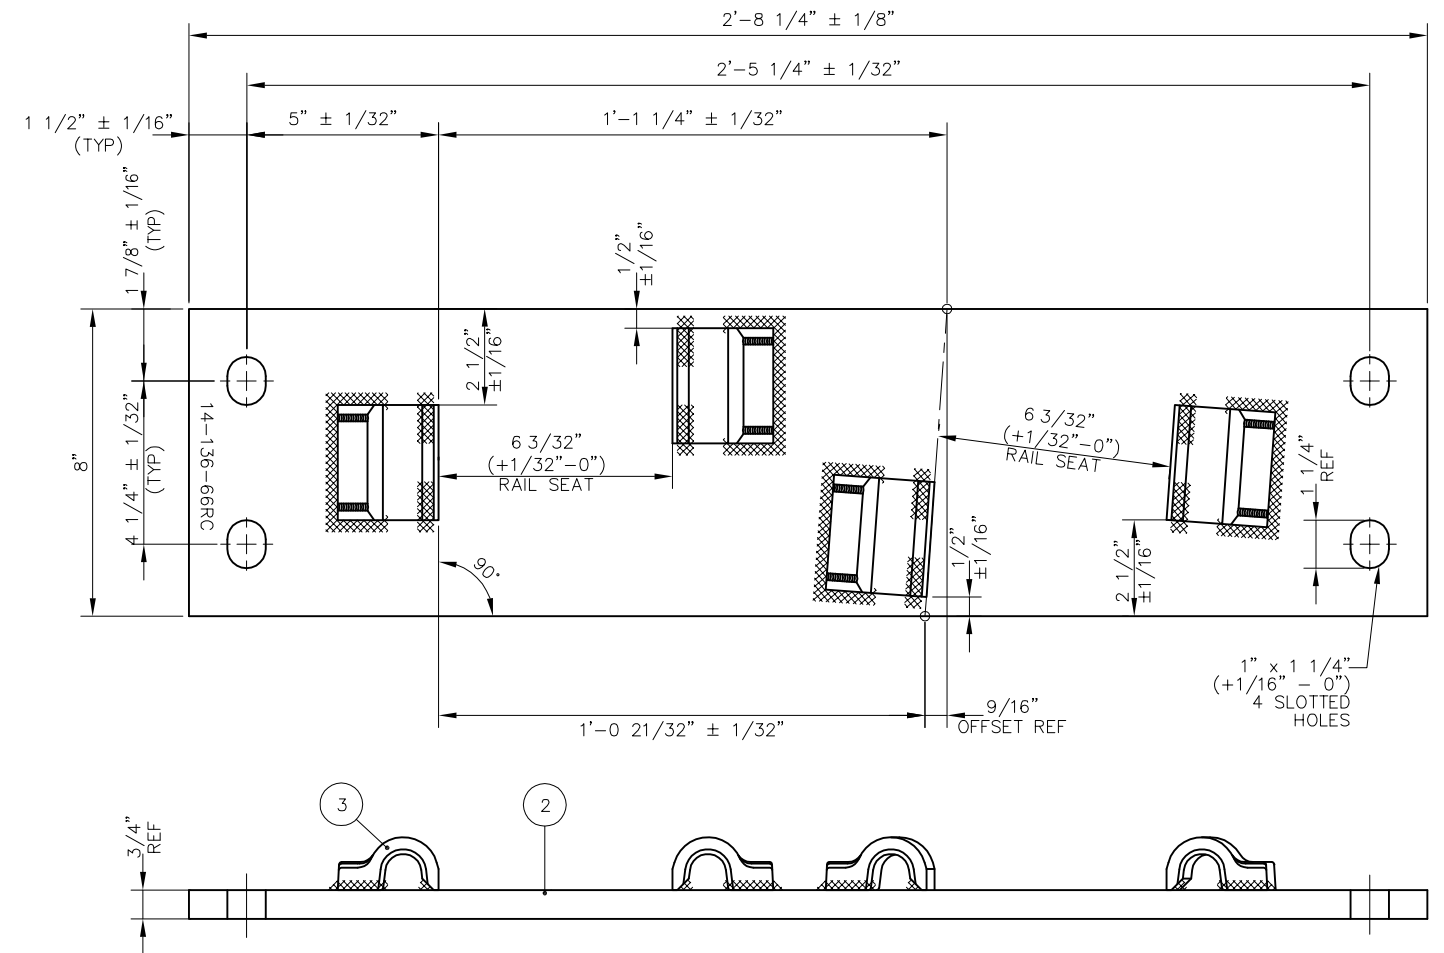 2'-8 1/4" ± 1/8"
2'-5 1/4" ± 1/32"
1 1/2" ± 1/16"
(TYP)
5" ± 1/32"
1'-1 1/4" ± 1/32"
1 7/8" ± 1/16"
(TYP)
1/2"
±1/16"
2 1/2"
±1/16"
8"
4 1/4" ± 1/32"
(TYP)
14-136-66RC
6 3/32"
(+1/32"-0")
RAIL SEAT
6 3/32"
(+1/32"-0")
RAIL SEAT
1 1/4"
REF
90°
1/2"
±1/16"
2 1/2"
±1/16"
1" x 1 1/4"
(+1/16" - 0")
4 SLOTTED
HOLES
1'-0 21/32" ± 1/32"
9/16"
OFFSET REF
3
2
3/4"
REF